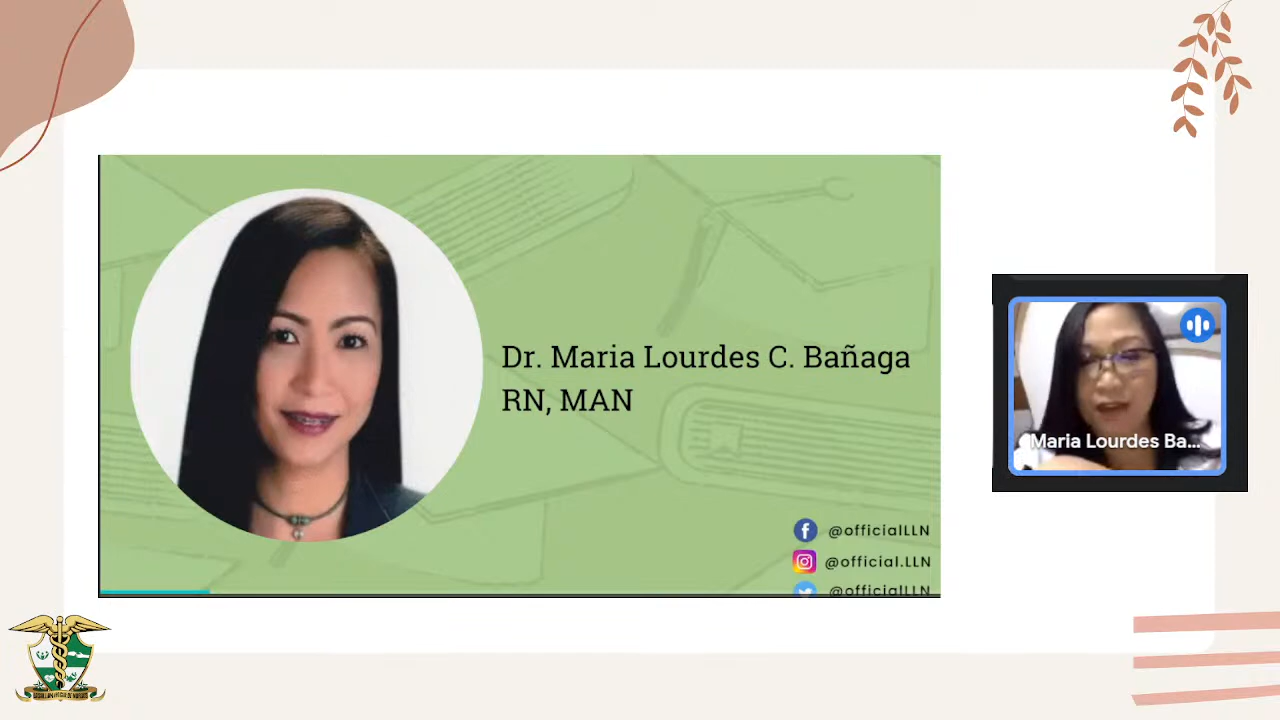 Dr. Maria Lourdes C. Bañaga
RN, MAN
@officialLLN
@official.LLN
@officialLLN
Maria Lourdes Ba...